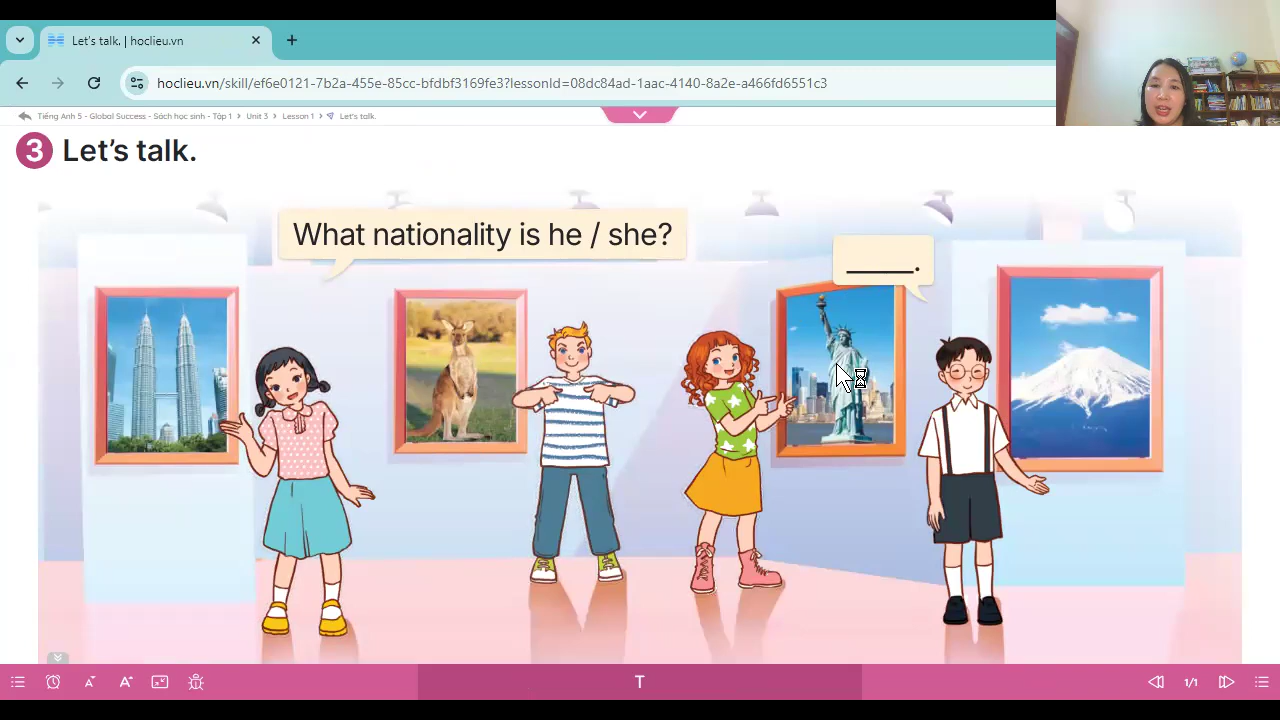 Let's talk. | hoclieu.vn
hoclieu.vn/skill/ef6e0121-7b2a-455e-85cc-bfdbf3169fe3?lessonId=08dc84ad-1aac-4140-8a2e-a466fd6551c3
Tiếng Anh 5 - Global Success - Sách học sinh - Tập 1 > Unit 3 > Lesson 1 > Let's talk.
3 Let's talk.
What nationality is he / she?
_____.
T
1/1